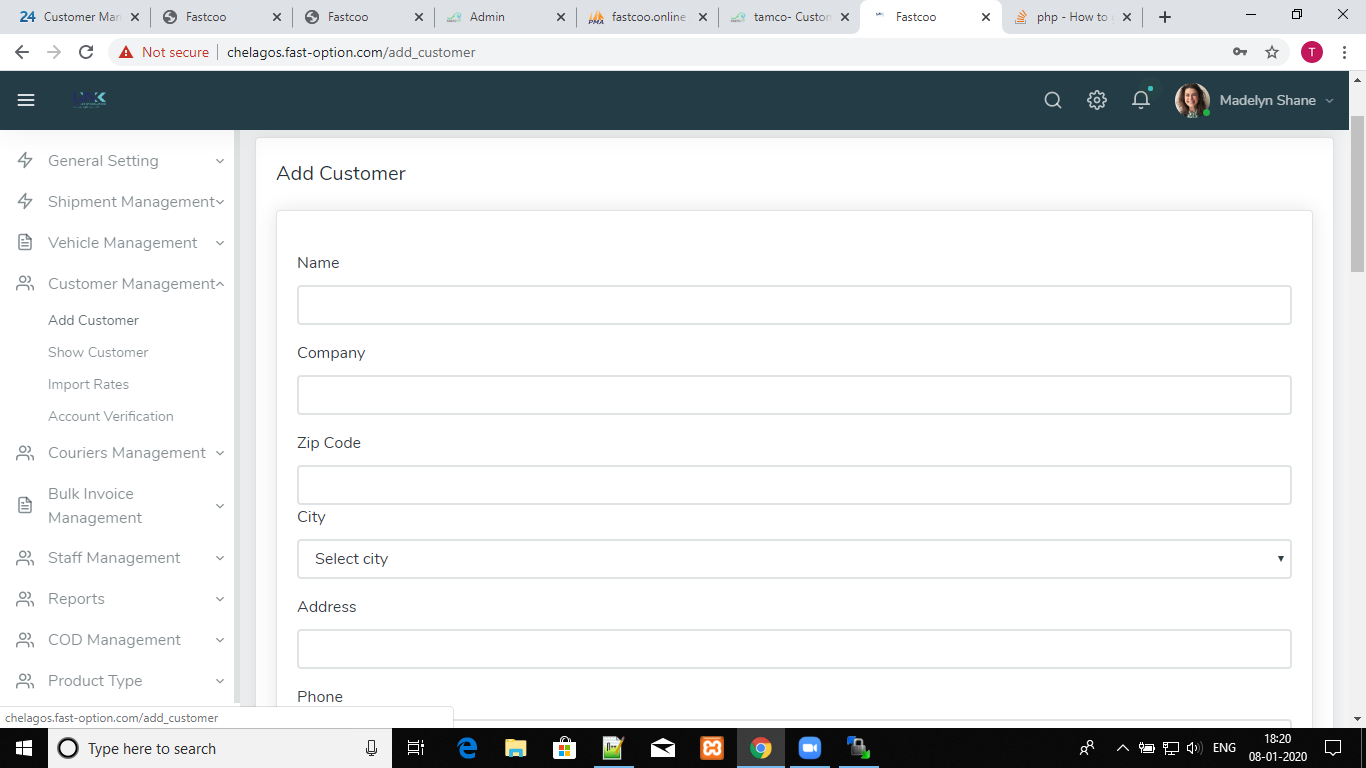 24 Customer Man
Fastcoo
Fastcoo
Admin
fastcoo.online
tamco- Custom
Fastcoo
php - How to
Not secure
chelagos.fast-option.com/add_customer
T
Madelyn Shane
General Setting
Shipment Management
Vehicle Management
Customer Management
Add Customer
Show Customer
Import Rates
Account Verification
Couriers Management
Bulk Invoice
Management
Staff Management
Reports
COD Management
Product Type
Add Customer
Name
Company
Zip Code
City
Select city
Address
Phone
chelagos.fast-option.com/add_customer
Type here to search
ENG
18:20
08-01-2020